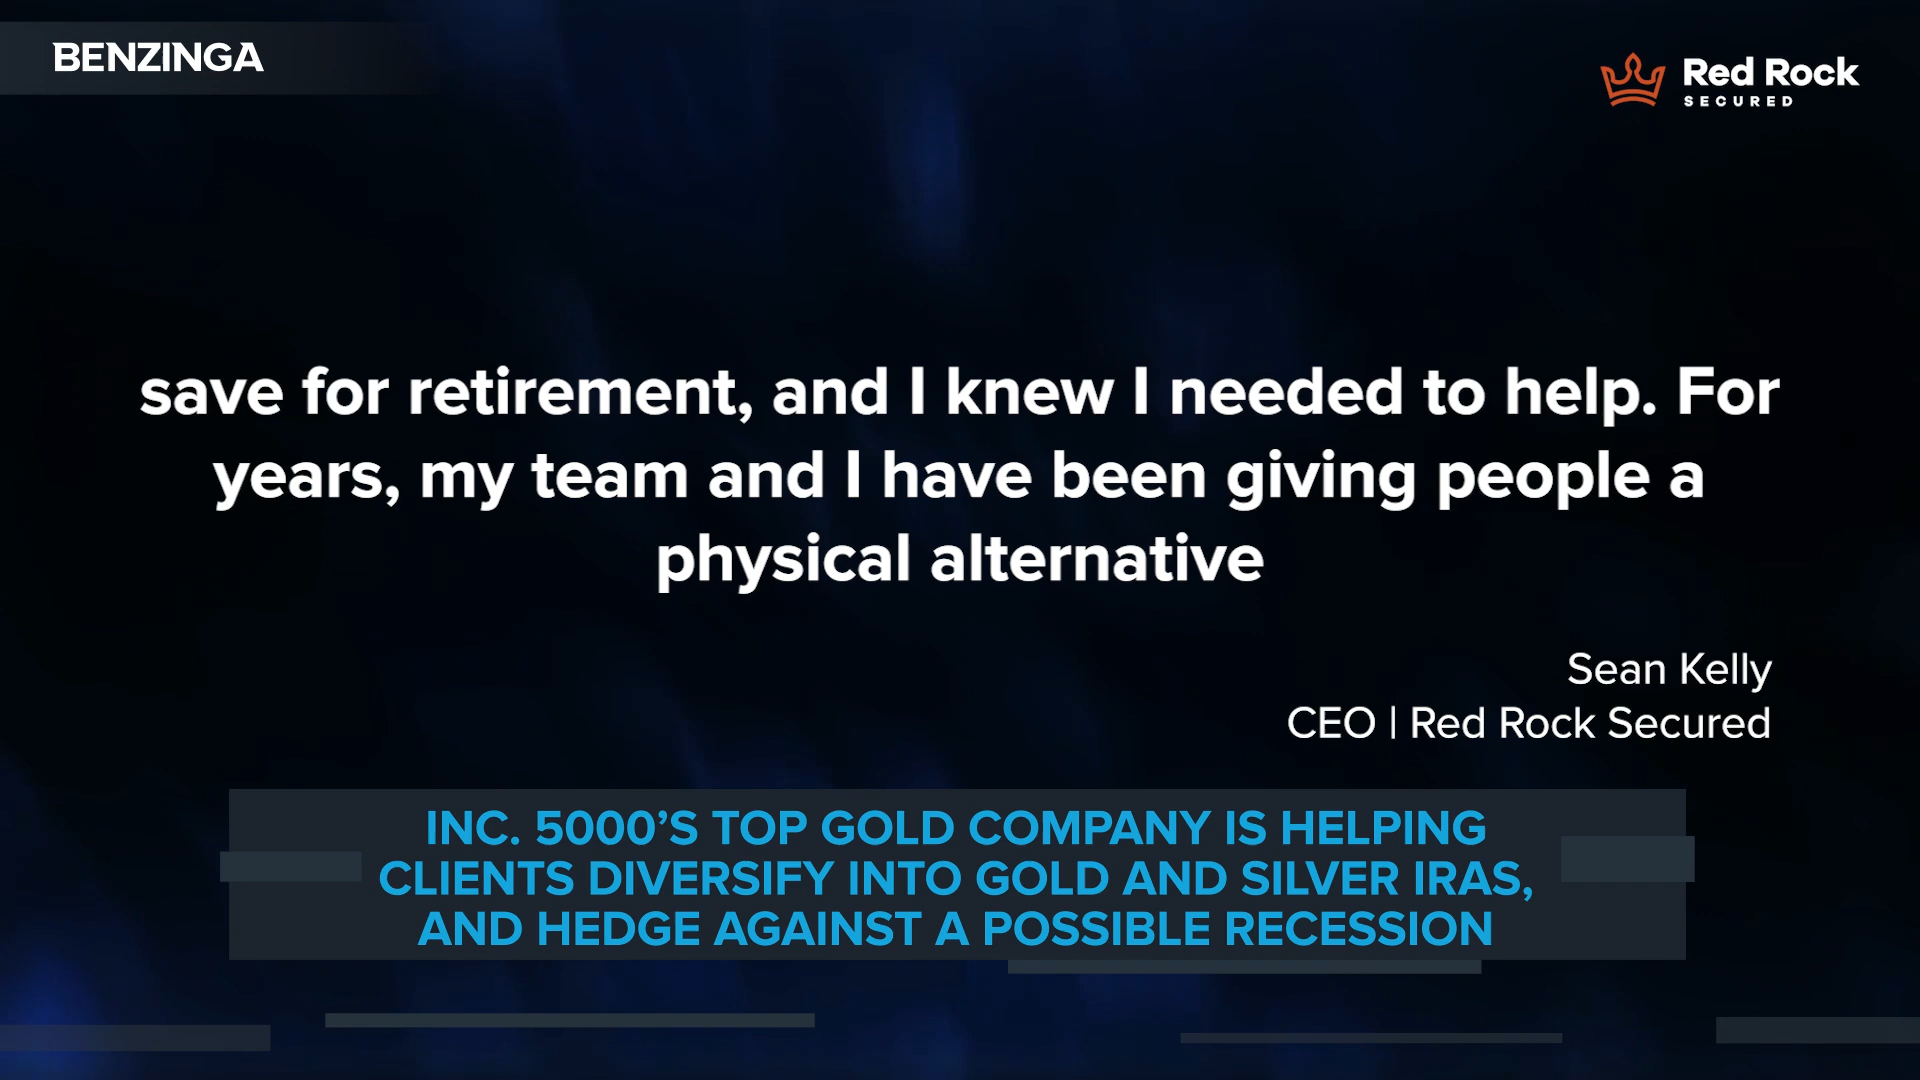 BENZINGA
Red Rock
SECURED
save for retirement, and I knew I needed to help. For
years, my team and I have been giving people a
physical alternative
Sean Kelly
CEO | Red Rock Secured
INC. 5000’S TOP GOLD COMPANY IS HELPING
CLIENTS DIVERSIFY INTO GOLD AND SILVER IRAS,
AND HEDGE AGAINST A POSSIBLE RECESSION